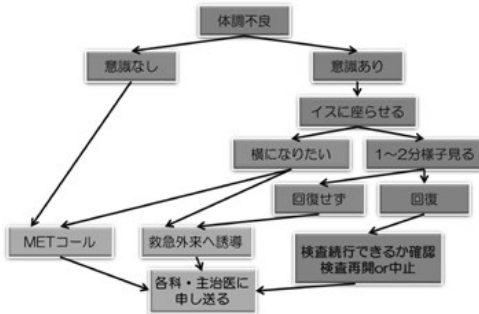 体調不良
意識なし
意識あり
イスに座らせる
横になりたい
1～2分様子見る
回復せず
回復
METコール
救急外来へ誘導
検査続行できるか確認
検査再開or中止
各科・主治医に
申し送る